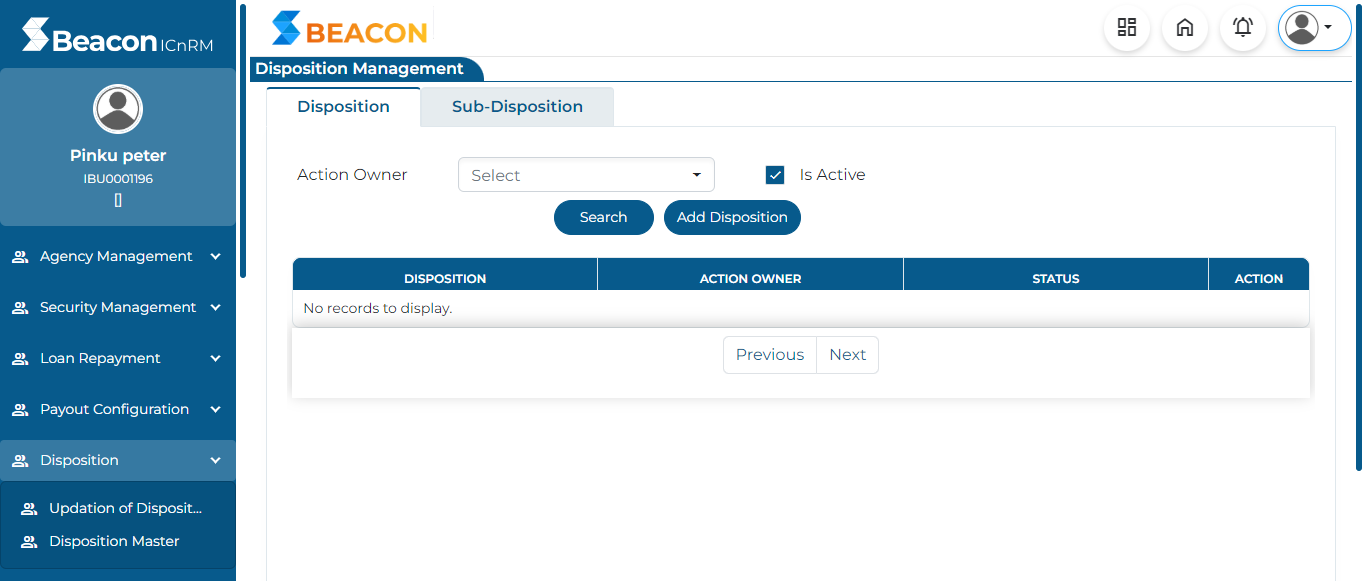 Beacon ICnRM
Pinku peter
IBU0001196
[]
Agency Management
Security Management
Loan Repayment
Payout Configuration
Disposition
Updation of Disposit...
Disposition Master
BEACON
Disposition Management
Disposition Sub-Disposition
Action Owner Select Is Active
Search Add Disposition
DISPOSITION ACTION OWNER STATUS ACTION
No records to display.
Previous Next